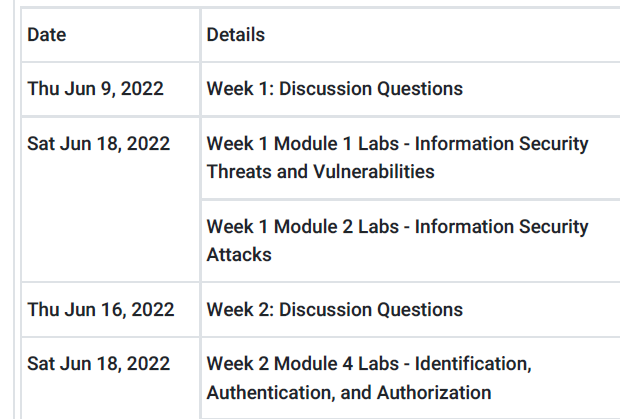 Date
Details
Thu Jun 9, 2022
Week 1: Discussion Questions
Sat Jun 18, 2022
Week 1 Module 1 Labs - Information Security
Threats and Vulnerabilities
Week 1 Module 2 Labs - Information Security
Attacks
Thu Jun 16, 2022
Week 2: Discussion Questions
Sat Jun 18, 2022
Week 2 Module 4 Labs - Identification,
Authentication, and Authorization